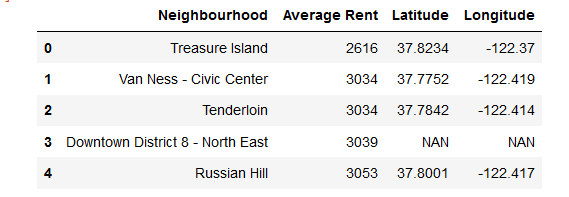 Neighbourhood Average Rent Latitude Longitude
0 Treasure Island 2616 37.8234 -122.37
1 Van Ness - Civic Center 3034 37.7752 -122.419
2 Tenderloin 3034 37.7842 -122.414
3 Downtown District 8 - North East 3039 NAN NAN
4 Russian Hill 3053 37.8001 -122.417